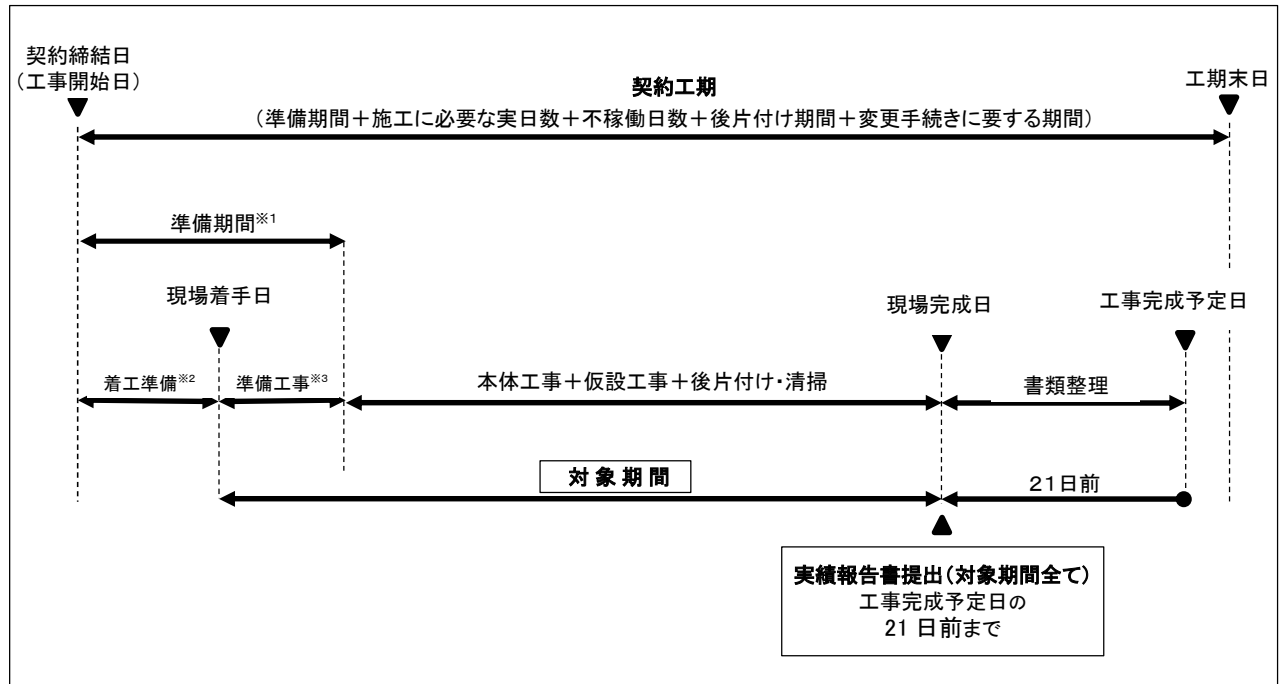 契約締結日
（工事開始日）
契約工期
工期末日
（準備期間＋施工に必要な実日数＋不稼働日数＋後片付け期間＋変更手続きに要する期間）
準備期間※1
現場着手日
現場完成日
工事完成予定日
着工準備※2
準備工事※3
本体工事＋仮設工事＋後片付け・清掃
書類整理
対象期間
21日前
実績報告書提出（対象期間全て）
工事完成予定日の
21 日前まで